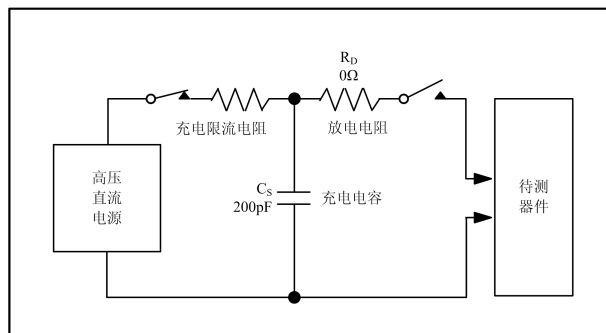 R_D
0Ω
充电限流电阻
放电电阻
高压
直流
电源
C_S
200pF
充电电容
待测
器件